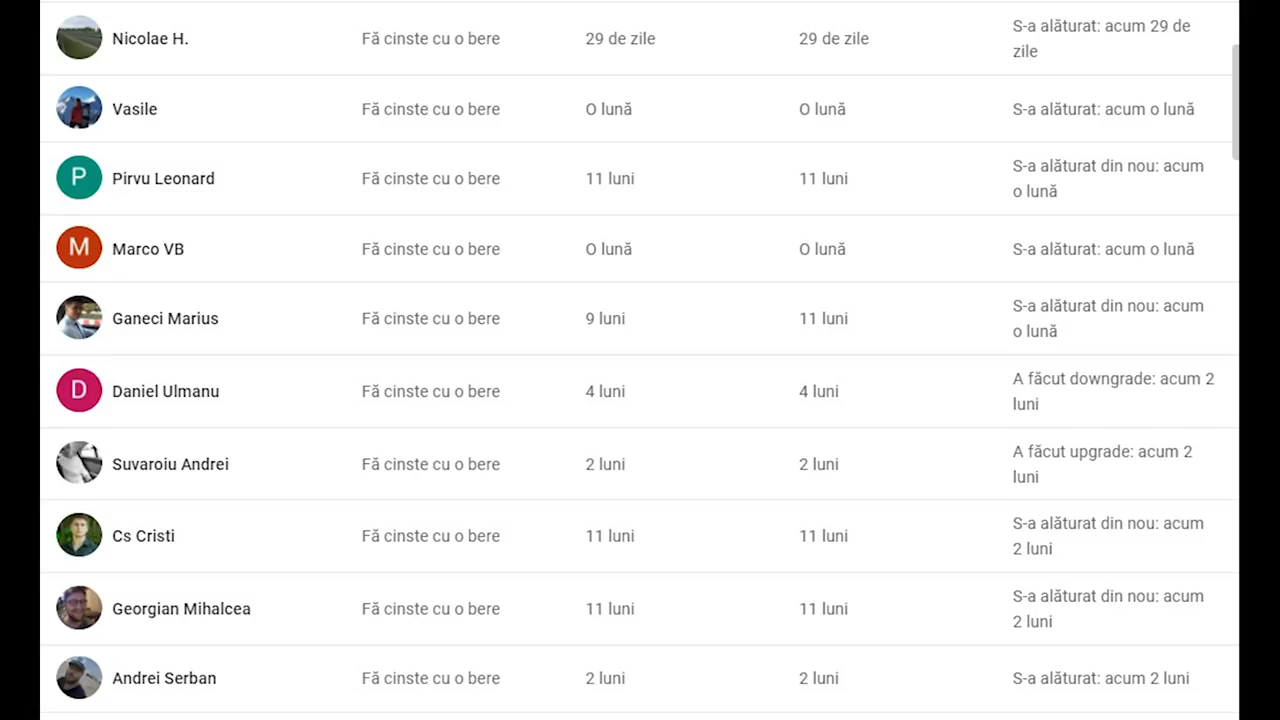 Nicolae H. Fă cinste cu o bere 29 de zile 29 de zile S-a alăturat: acum 29 de
zile
Vasile Fă cinste cu o bere O lună O lună S-a alăturat: acum o lună
P Pirvu Leonard Fă cinste cu o bere 11 luni 11 luni S-a alăturat din nou: acum
o lună
M Marco VB Fă cinste cu o bere O lună O lună S-a alăturat: acum o lună
Ganeci Marius Fă cinste cu o bere 9 luni 11 luni S-a alăturat din nou: acum
o lună
D Daniel Ulmanu Fă cinste cu o bere 4 luni 4 luni A făcut downgrade: acum 2
luni
Suvaroiu Andrei Fă cinste cu o bere 2 luni 2 luni A făcut upgrade: acum 2
luni
Cs Cristi Fă cinste cu o bere 11 luni 11 luni S-a alăturat din nou: acum
2 luni
Georgian Mihalcea Fă cinste cu o bere 11 luni 11 luni S-a alăturat din nou: acum
2 luni
Andrei Serban Fă cinste cu o bere 2 luni 2 luni S-a alăturat: acum 2 luni